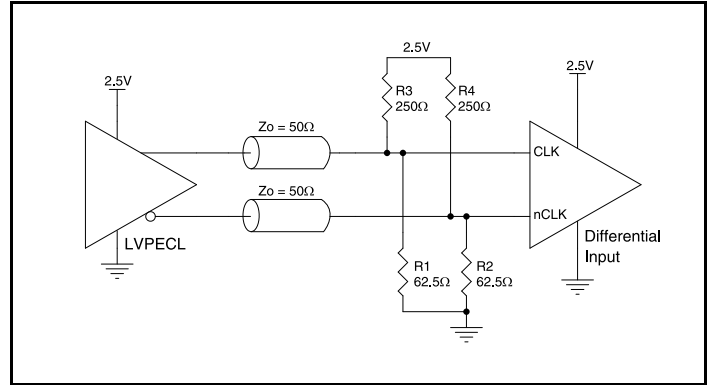 2.5V
2.5V
2.5V
R3
250Ω
R4
250Ω
Zo = 50Ω
CLK
Zo = 50Ω
nCLK
LVPECL
Differential
Input
R1
62.5Ω
R2
62.5Ω